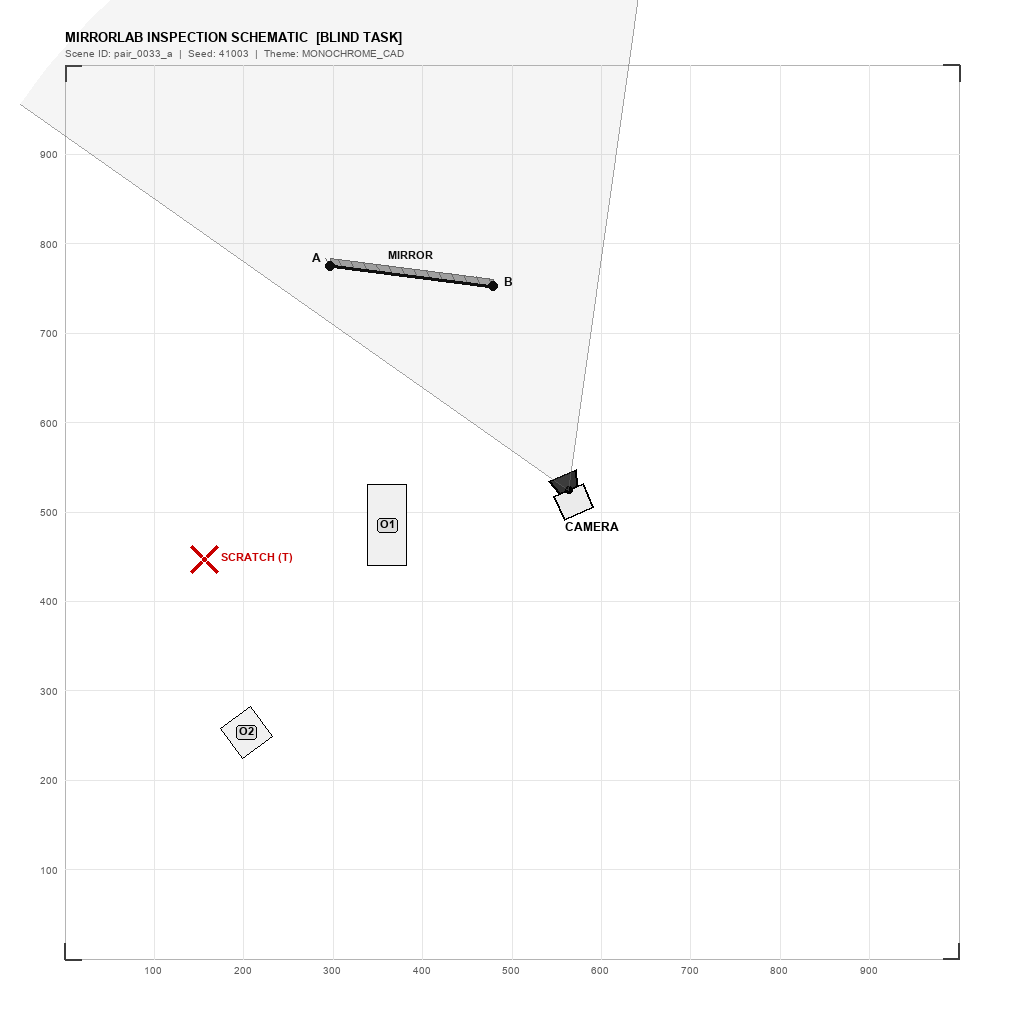 MIRRORLAB INSPECTION SCHEMATIC [BLIND TASK]
Scene ID: pair_0033_a | Seed: 41003 | Theme: MONOCHROME_CAD
900
800
700
600
500
400
300
200
100
A
MIRROR
B
CAMERA
O1
SCRATCH (T)
O2
100 200 300 400 500 600 700 800 900